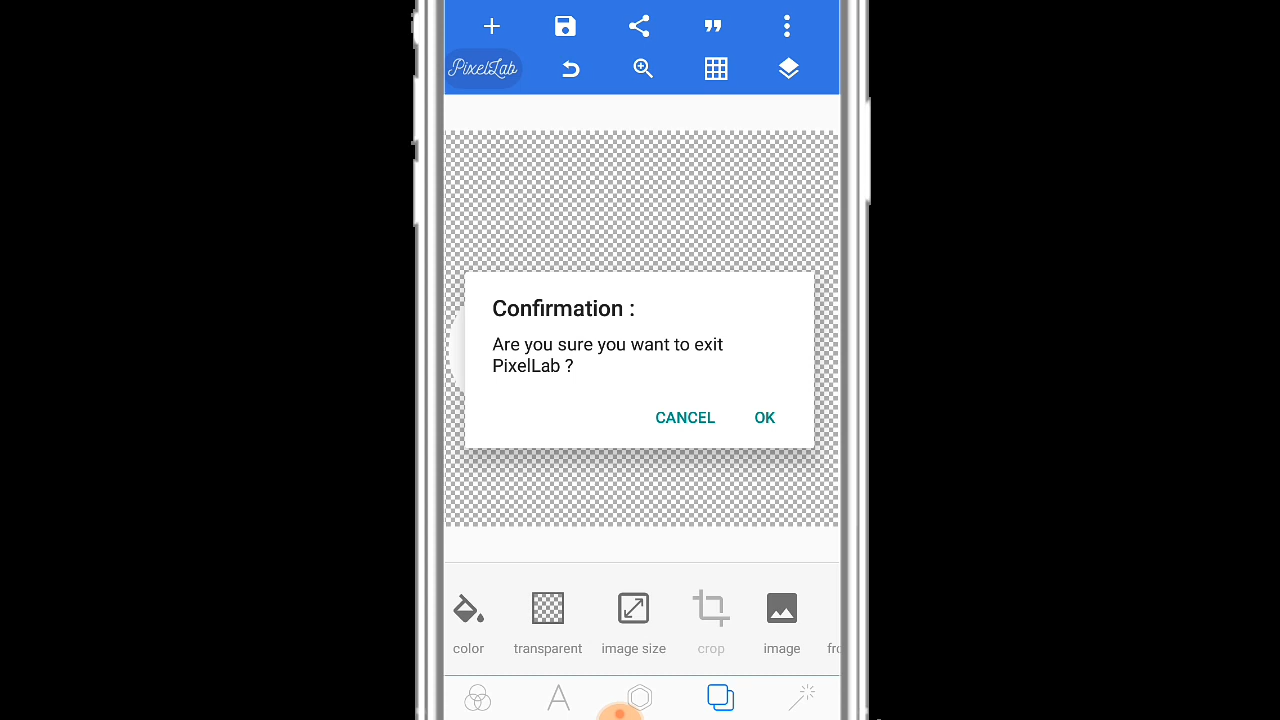 PixelLab
Confirmation :
Are you sure you want to exit
PixelLab ?
CANCEL OK
color transparent image size crop image